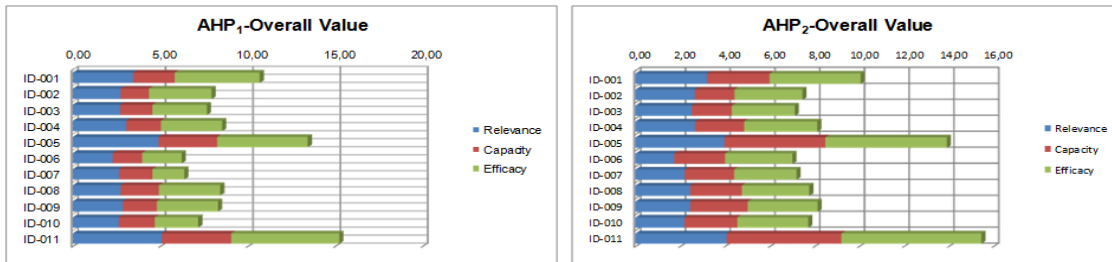 AHP₁-Overall Value
0,00 5,00 10,00 15,00 20,00
ID-001
ID-002
ID-003
ID-004
ID-005
ID-006
ID-007
ID-008
ID-009
ID-010
ID-011
Relevance
Capacity
Efficacy
AHP₂-Overall Value
0,00 2,00 4,00 6,00 8,00 10,00 12,00 14,00 16,00
ID-001
ID-002
ID-003
ID-004
ID-005
ID-006
ID-007
ID-008
ID-009
ID-010
ID-011
Relevance
Capacity
Efficacy